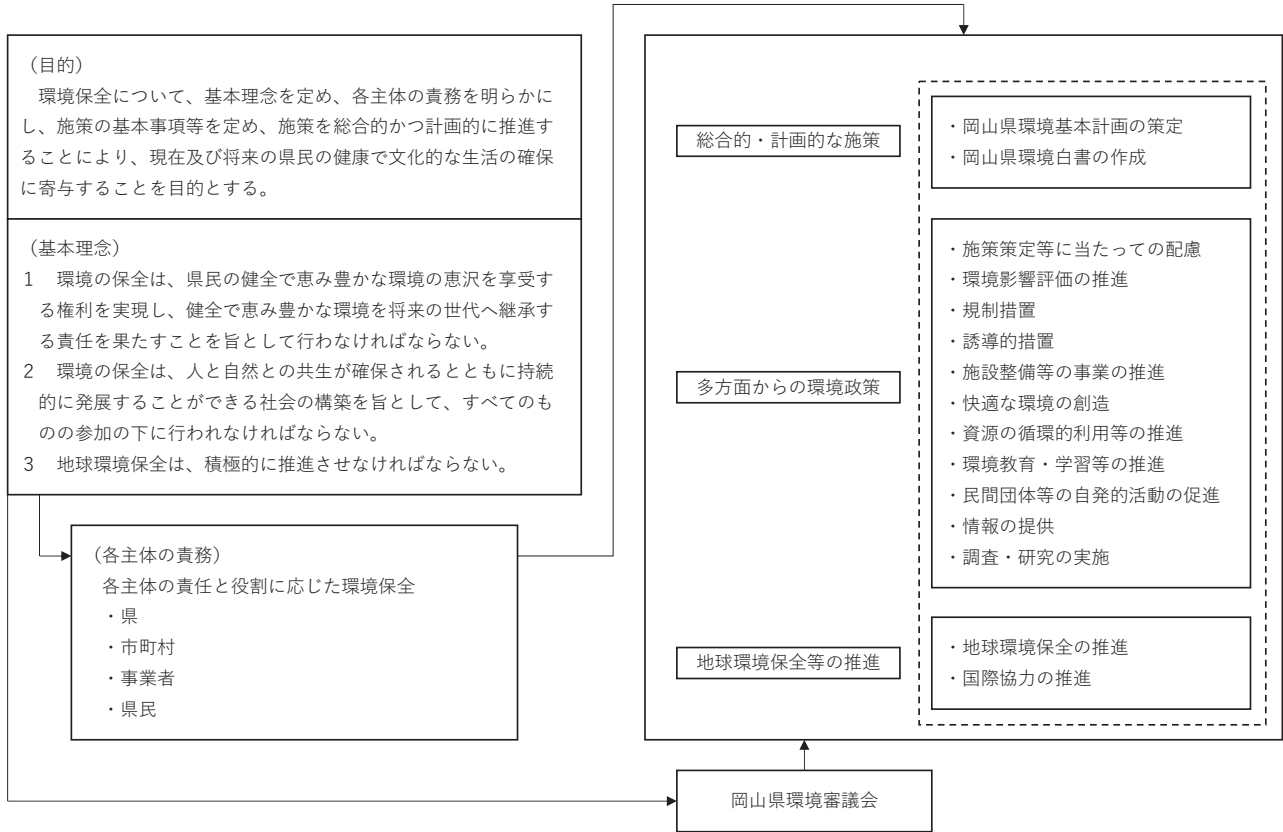 （目的）
環境保全について、基本理念を定め、各主体の責務を明らかに
し、施策の基本事項等を定め、施策を総合的かつ計画的に推進す
ることにより、現在及び将来の県民の健康で文化的な生活の確保
に寄与することを目的とする。
（基本理念）
1　環境の保全は、県民の健全で恵み豊かな環境の恵沢を享受す
る権利を実現し、健全で恵み豊かな環境を将来の世代へ継承す
る責任を果たすことを旨として行わなければならない。
2　環境の保全は、人と自然との共生が確保されるとともに持続
的に発展することができる社会の構築を旨として、すべてのも
のの参加の下に行われなければならない。
3　地球環境保全は、積極的に推進させなければならない。
（各主体の責務）
各主体の責任と役割に応じた環境保全
・県
・市町村
・事業者
・県民
総合的・計画的な施策
・岡山県環境基本計画の策定
・岡山県環境白書の作成
多方面からの環境政策
・施策策定等に当たっての配慮
・環境影響評価の推進
・規制措置
・誘導的措置
・施設整備等の事業の推進
・快適な環境の創造
・資源の循環的利用等の推進
・環境教育・学習等の推進
・民間団体等の自発的活動の促進
・情報の提供
・調査・研究の実施
地球環境保全等の推進
・地球環境保全の推進
・国際協力の推進
岡山県環境審議会